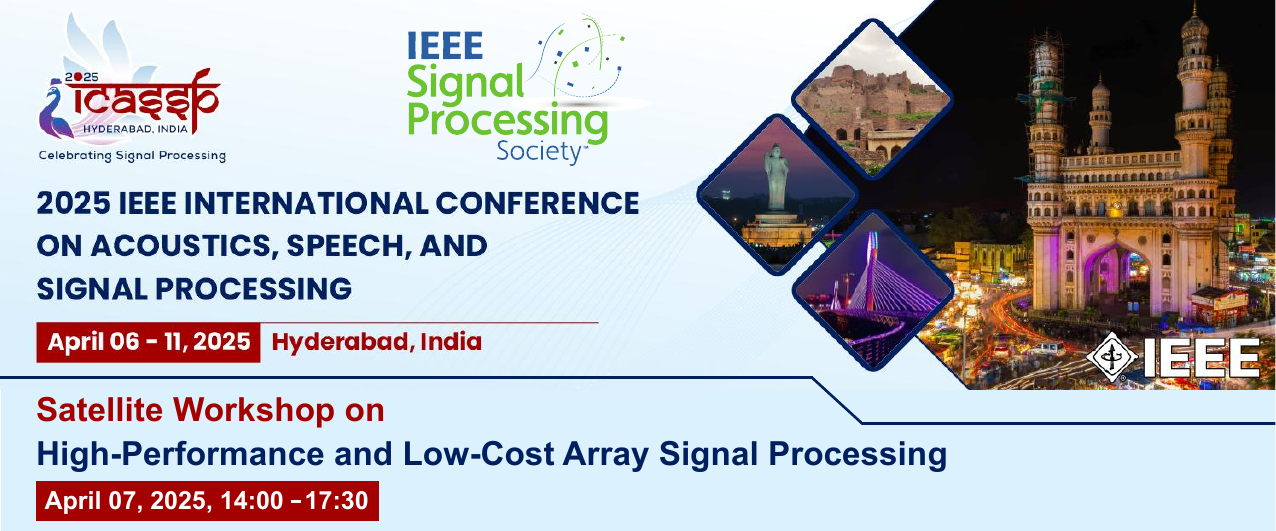 2025
icassp
HYDERABAD, INDIA
Celebrating Signal Processing
IEEE
Signal
Processing
Society™
2025 IEEE INTERNATIONAL CONFERENCE
ON ACOUSTICS, SPEECH, AND
SIGNAL PROCESSING
April 06 - 11, 2025 Hyderabad, India
IEEE
®
Satellite Workshop on
High-Performance and Low-Cost Array Signal Processing
April 07, 2025, 14:00 – 17:30